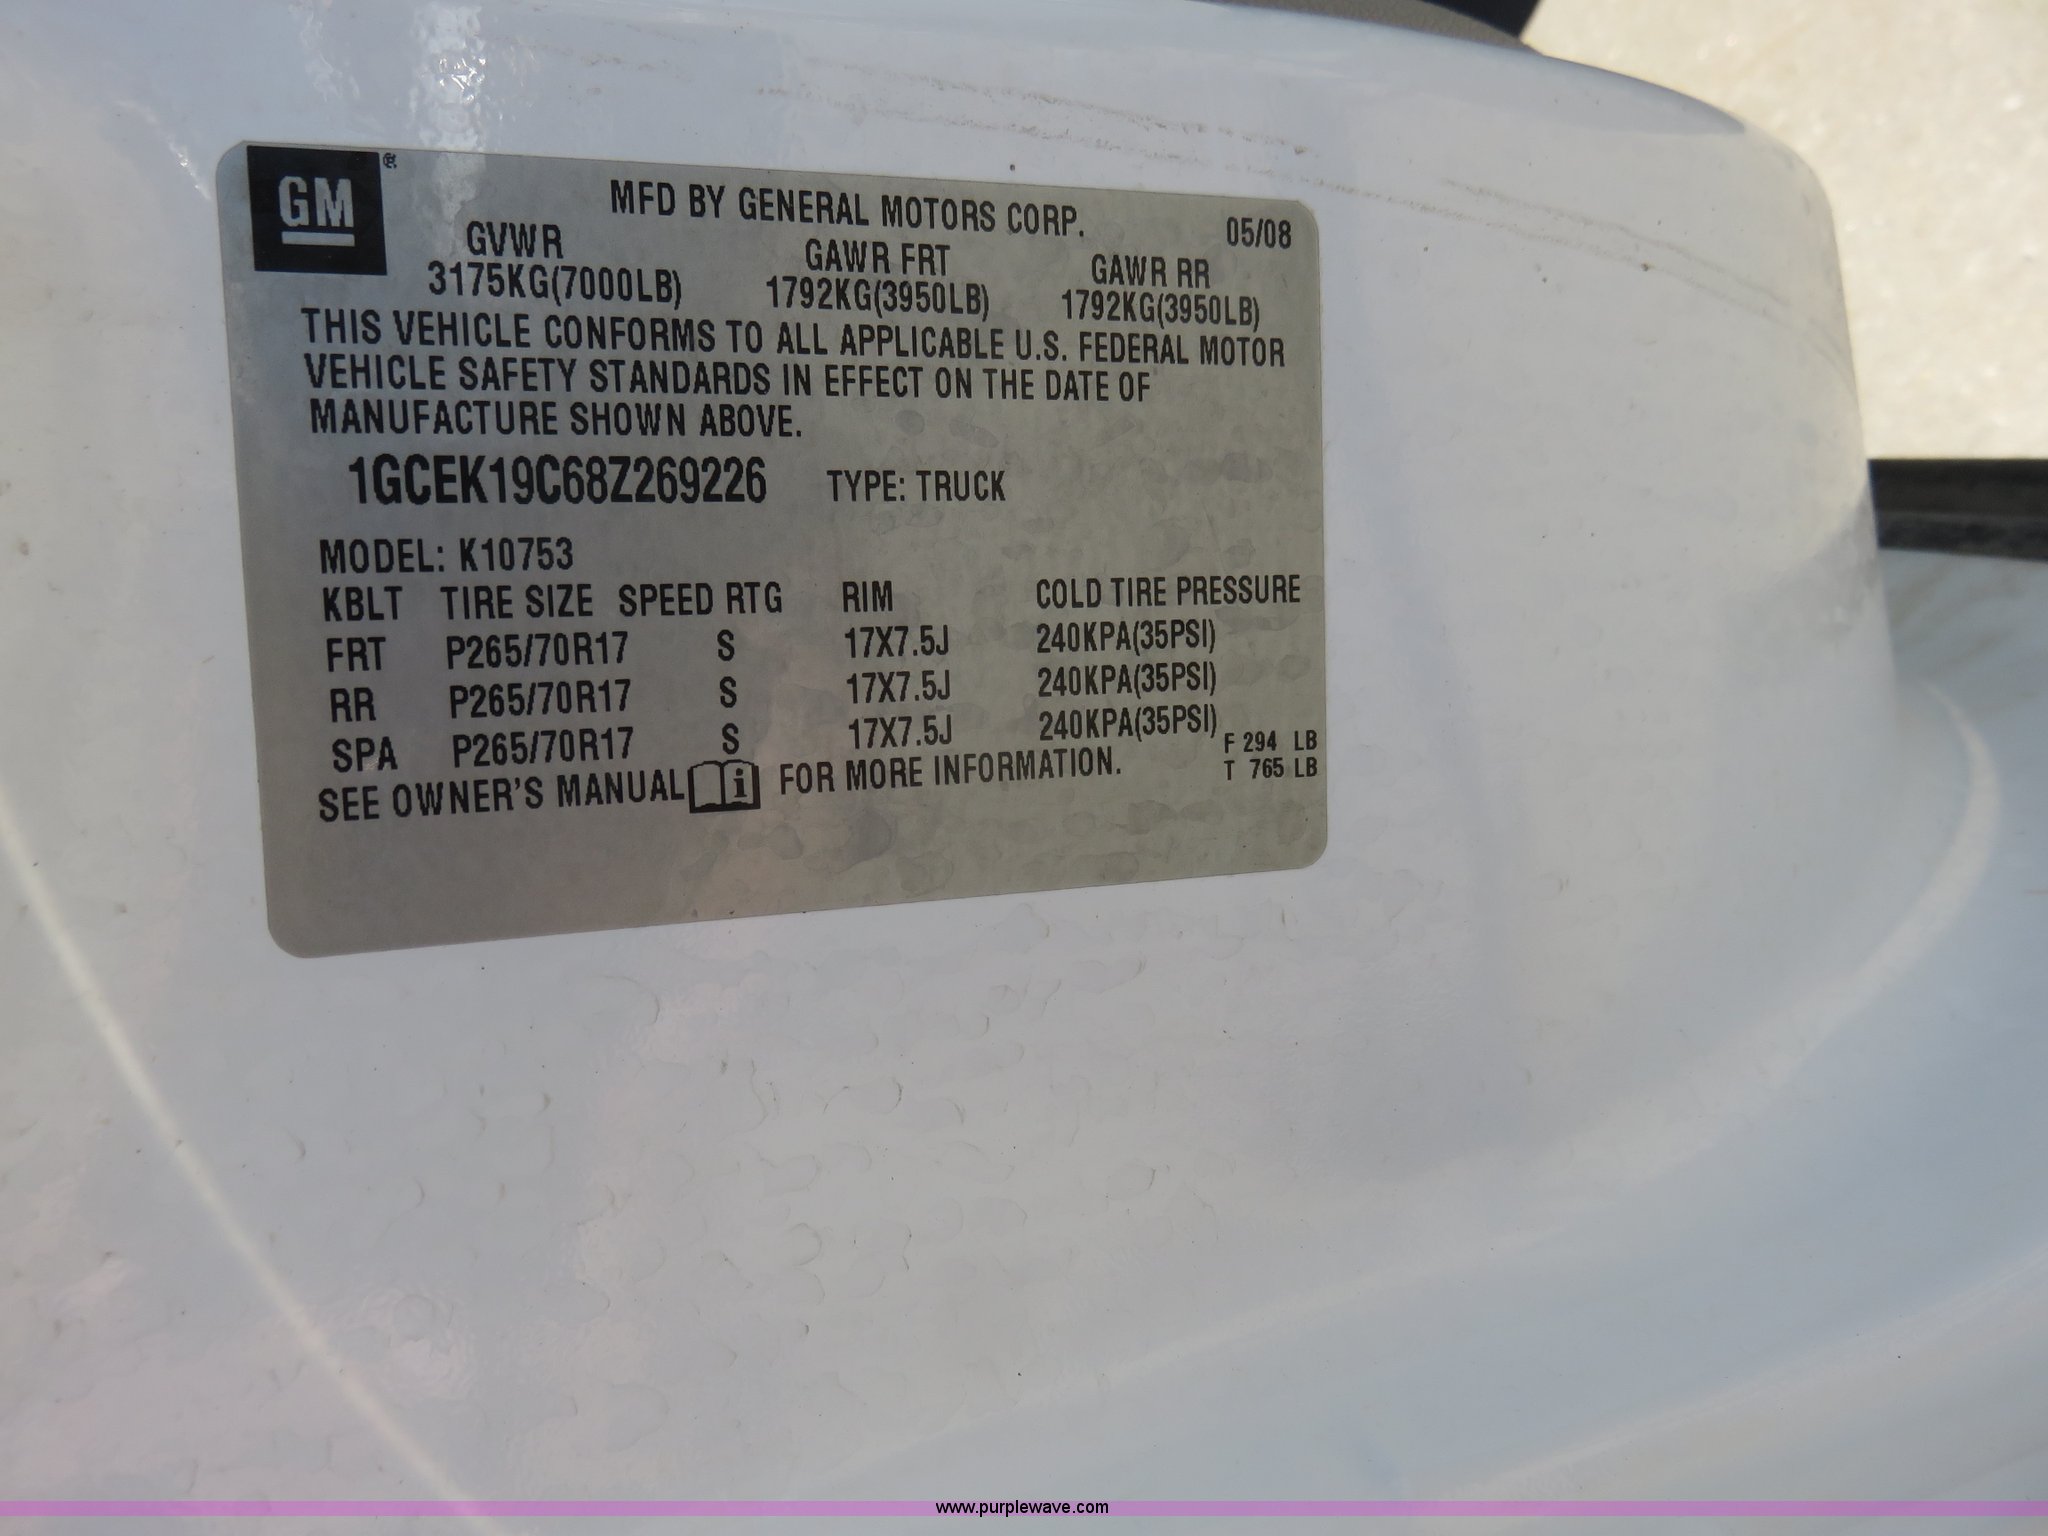 GM ®
MFD BY GENERAL MOTORS CORP. 05/08
GVWR GAWR FRT GAWR RR
3175KG(7000LB) 1792KG(3950LB) 1792KG(3950LB)
THIS VEHICLE CONFORMS TO ALL APPLICABLE U.S. FEDERAL MOTOR
VEHICLE SAFETY STANDARDS IN EFFECT ON THE DATE OF
MANUFACTURE SHOWN ABOVE.
1GCEK19C68Z269226 TYPE: TRUCK
MODEL: K10753
KBLT TIRE SIZE SPEED RTG RIM COLD TIRE PRESSURE
FRT P265/70R17 S 17X7.5J 240KPA(35PSI)
RR P265/70R17 S 17X7.5J 240KPA(35PSI)
SPA P265/70R17 S 17X7.5J 240KPA(35PSI)
F 294 LB
T 765 LB
SEE OWNER'S MANUAL i FOR MORE INFORMATION.
www.purplewave.com